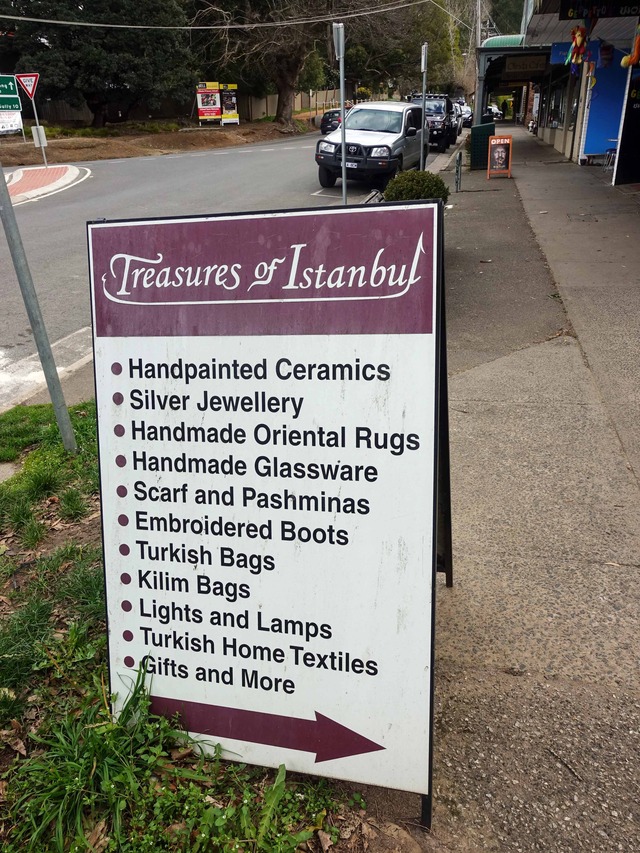 Treasures of Istanbul
Handpainted Ceramics
Silver Jewellery
Handmade Oriental Rugs
Handmade Glassware
Scarf and Pashminas
Embroidered Boots
Turkish Bags
Kilim Bags
Lights and Lamps
Turkish Home Textiles
Gifts and More
OPEN